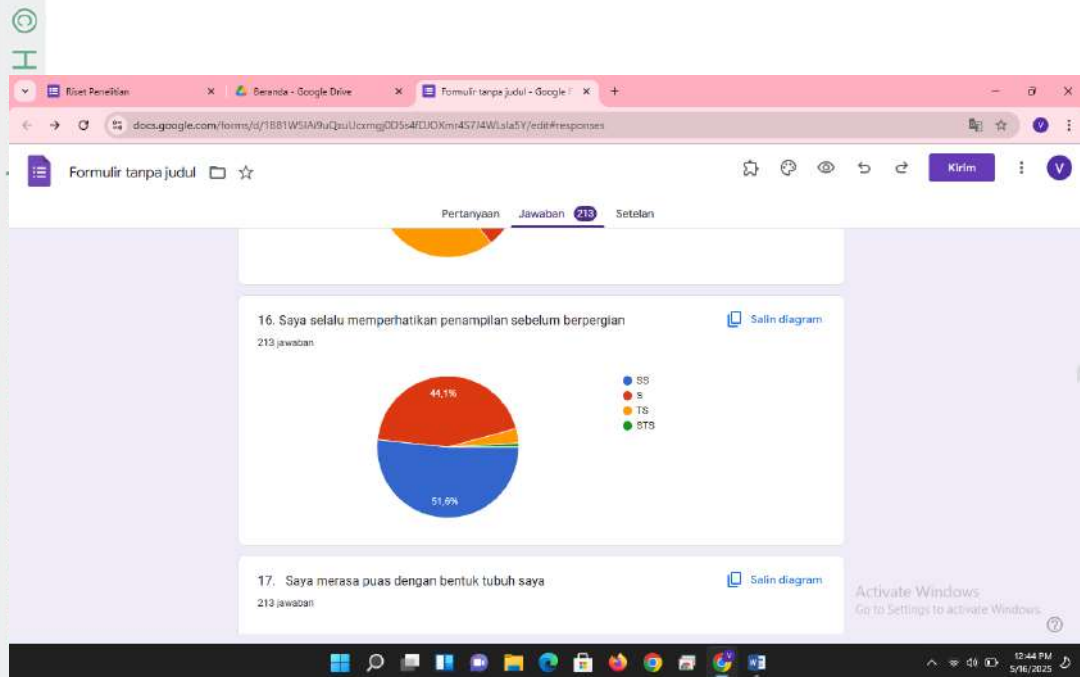 Riset Penelitian
Beranda - Google Drive
Formulir tanpa judul - Google F
Formulir tanpa judul
Kirim
V
Pertanyaan
Jawaban 213
Setelan
16. Saya selalu memperhatikan penampilan sebelum berpergian
Salin diagram
213 jawaban
44,1%
51,6%
SS
S
TS
STS
17. Saya merasa puas dengan bentuk tubuh saya
Salin diagram
213 jawaban
Activate Windows
Go to Settings to activate Windows.
12:44 PM
5/16/2025